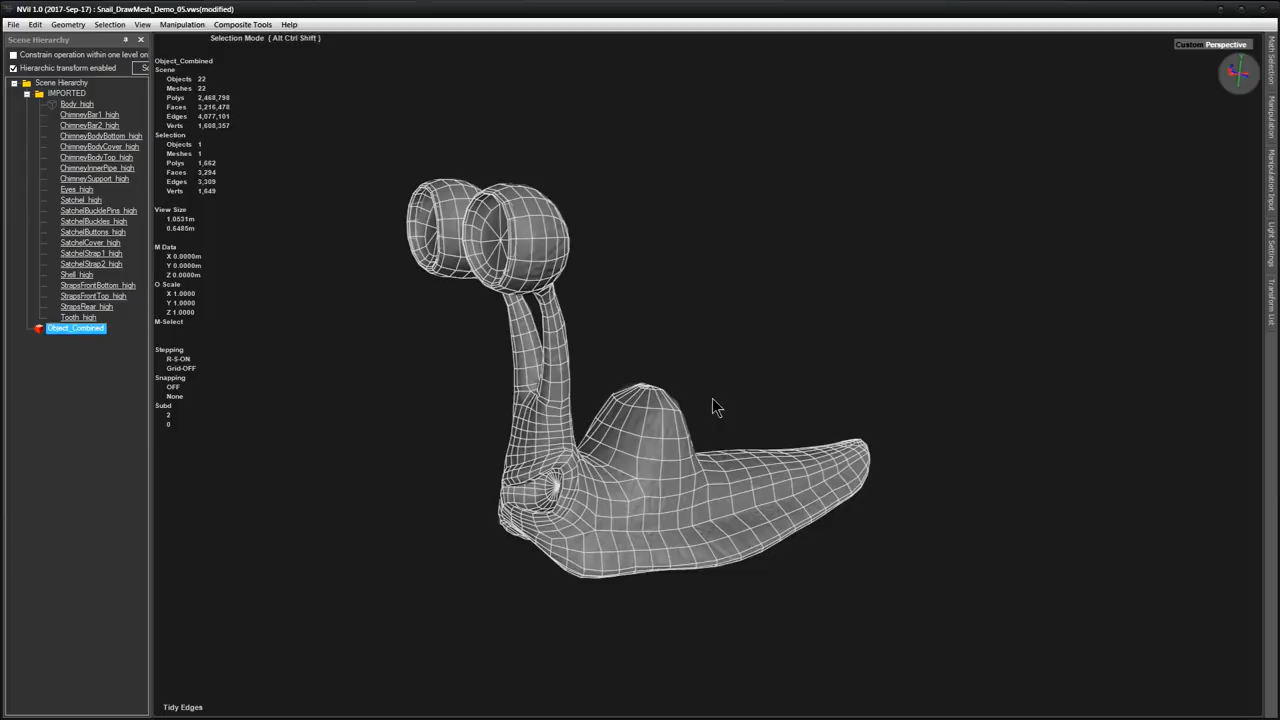 NVil 1.0 (2017-Sep-17) : Snail_DrawMesh_Demo_05.vws(modified)
File Edit Geometry Selection View Manipulation Composite Tools Help
Scene Hierarchy
Constrain operation within one level on
Hierarchic transform enabled
Sc
Scene Hierarchy
IMPORTED
Body_high
ChimneyBar1_high
ChimneyBar2_high
ChimneyBodyBottom_high
ChimneyBodyCover_high
ChimneyBodyTop_high
ChimneyInnerPipe_high
ChimneySupport_high
Eyes_high
Satchel_high
SatchelBucklePins_high
SatchelBuckles_high
SatchelButtons_high
SatchelCover_high
SatchelStrap1_high
SatchelStrap2_high
Shell_high
StrapsFrontBottom_high
StrapsFrontTop_high
StrapsRear_high
Tooth_high
Object_Combined
Selection Mode ( Alt Ctrl Shift )
Object_Combined
Scene
Objects 22
Meshes 22
Polys 2,468,798
Faces 3,216,478
Edges 4,077,101
Verts 1,608,357
Selection
Objects 1
Meshes 1
Polys 1,662
Faces 3,294
Edges 3,309
Verts 1,649
View Size
1.0531m
0.6485m
M Data
X 0.0000m
Y 0.0000m
Z 0.0000m
O Scale
X 1.0000
Y 1.0000
Z 1.0000
M-Select
Stepping
R-S-ON
Grid-OFF
Snapping
OFF
None
Subd
2
0
Tidy Edges
Custom Perspective
Y
Math Selection
Manipulation
Manipulation Input
Light Settings
Transform List